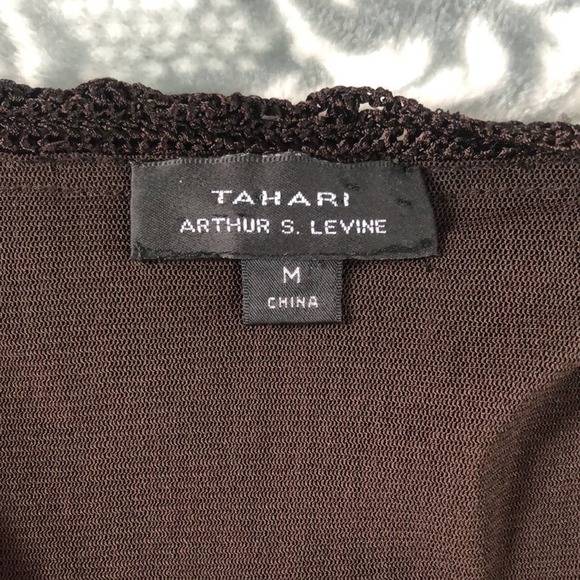 TAHARI
ARTHUR S. LEVINE
M
CHINA